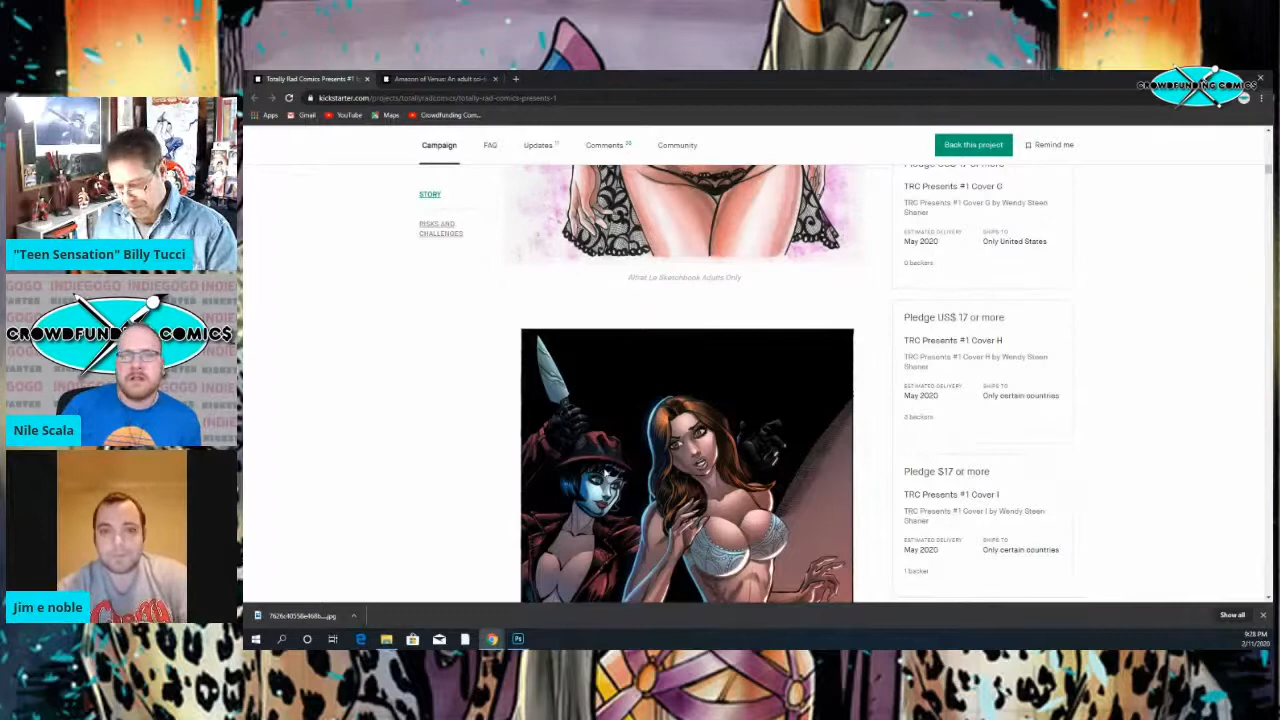 Totally Rad Comics Presents #1
Amazon of Venus: An adult sci-
kickstarter.com/projects/totallyradcomics/totally-rad-comics-presents-1
CROWDFUNDING COMICS
Apps
Gmail
YouTube
Maps
Crowdfunding Com...
Campaign
FAQ
Updates
Comments
Community
Back this project
Remind me
STORY
RISKS AND
CHALLENGES
TRC Presents #1 Cover G
TRC Presents #1 Cover G by Wendy Steen
Shaner
ESTIMATED DELIVERY
SHIPS TO
May 2020
Only United States
0 backers
Sketchbook Adults Only
Pledge US$ 17 or more
TRC Presents #1 Cover H
TRC Presents #1 Cover H by Wendy Steen
Shaner
ESTIMATED DELIVERY
SHIPS TO
May 2020
Only certain countries
backers
Pledge $17 or more
TRC Presents #1 Cover I
TRC Presents #1 Cover I by Wendy Steen
Shaner
ESTIMATED DELIVERY
SHIPS TO
May 2020
Only certain countries
1 backer
"Teen Sensation" Billy Tucci
INDIEGOGO
CROWDFUNDING COMICS
Nile Scala
Jim e noble
7626c40558e468b....jpg
Show all
Ps
9:28 PM
2/11/2020